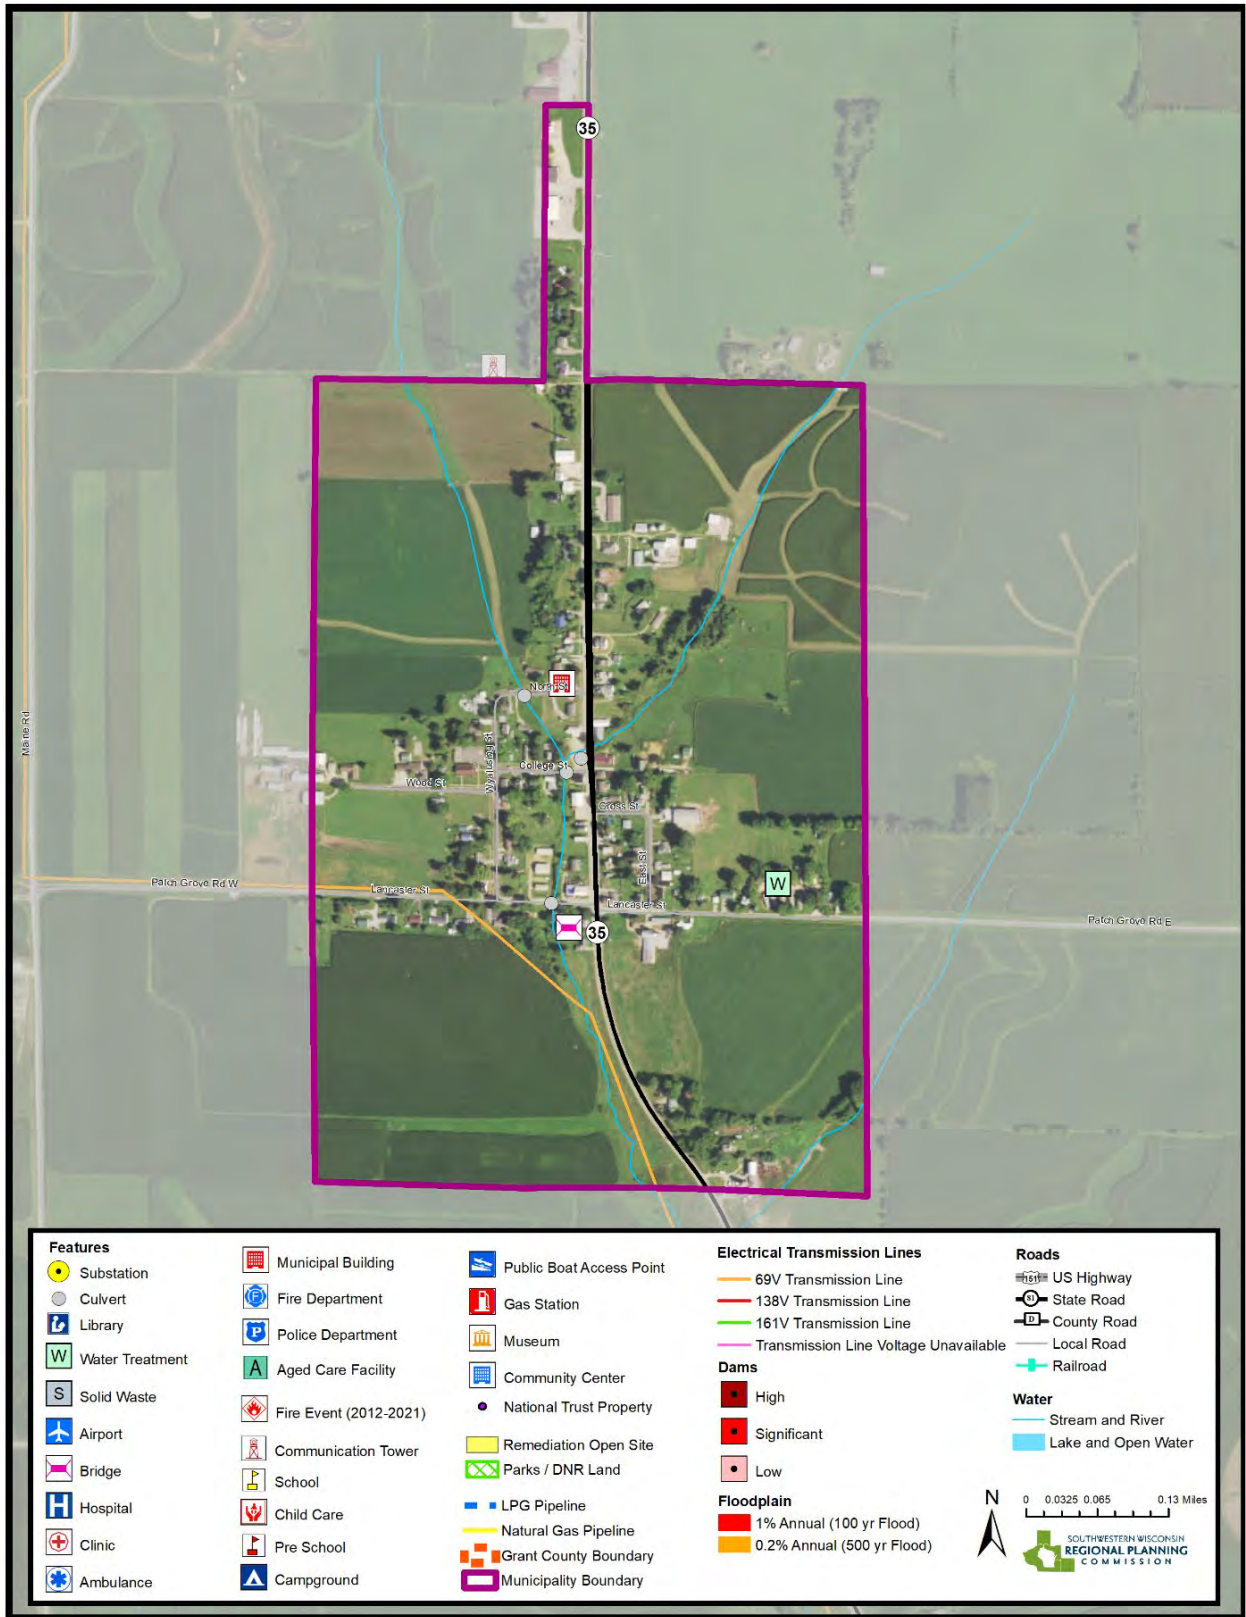 35
Maine Rd
North St
Wyalusing St
College St
Wood St
Cross St
East St
W
Patch Grove Rd W
Lancaster St
Lancaster St
Patch Grove Rd E
35
Features
Substation
Culvert
Library
W Water Treatment
S Solid Waste
Airport
Bridge
H Hospital
Clinic
Ambulance
Municipal Building
F Fire Department
P Police Department
A Aged Care Facility
Fire Event (2012-2021)
Communication Tower
School
Child Care
Pre School
Campground
Public Boat Access Point
Gas Station
Museum
Community Center
National Trust Property
Remediation Open Site
Parks / DNR Land
LPG Pipeline
Natural Gas Pipeline
Grant County Boundary
Municipality Boundary
Electrical Transmission Lines
69V Transmission Line
138V Transmission Line
161V Transmission Line
Transmission Line Voltage Unavailable
Dams
High
Significant
Low
Floodplain
1% Annual (100 yr Flood)
0.2% Annual (500 yr Flood)
Roads
151 US Highway
81 State Road
D County Road
Local Road
Railroad
Water
Stream and River
Lake and Open Water
N
0 0.0325 0.065 0.13 Miles
SOUTHWESTERN WISCONSIN
REGIONAL PLANNING
COMMISSION